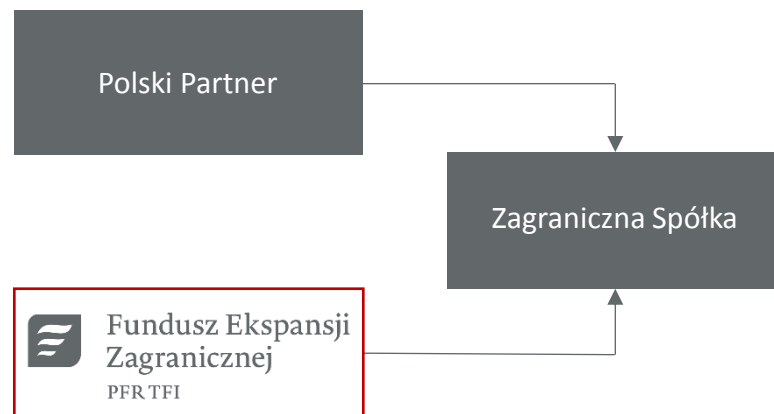 Polski Partner
Zagraniczna Spółka
Fundusz Ekspansji
Zagranicznej
PFR TFI